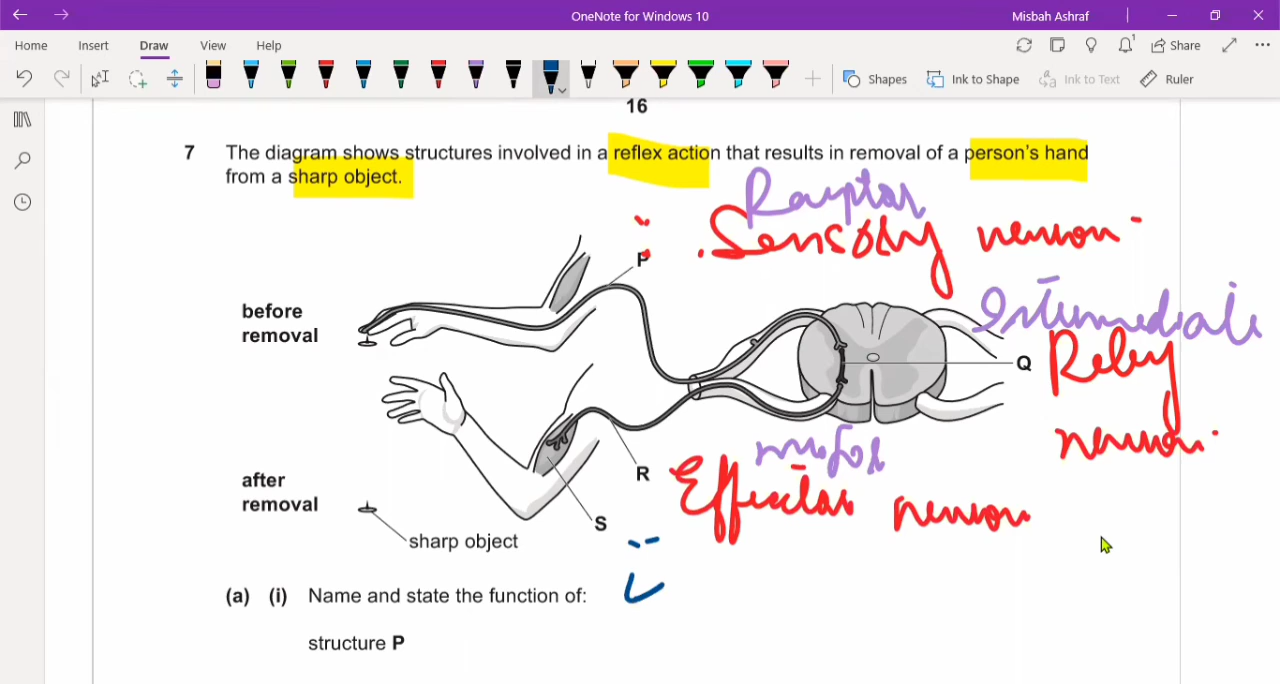 OneNote for Windows 10
Misbah Ashraf
Home Insert Draw View Help
Share
Shapes Ink to Shape Ink to Text Ruler
16
7 The diagram shows structures involved in a reflex action that results in removal of a person's hand
from a sharp object.
Sensory neuron
P
before
removal
Intermediate
Q
Relay
neuron
after
removal
R
Effector neuron
S
sharp object
(a) (i) Name and state the function of:
structure P